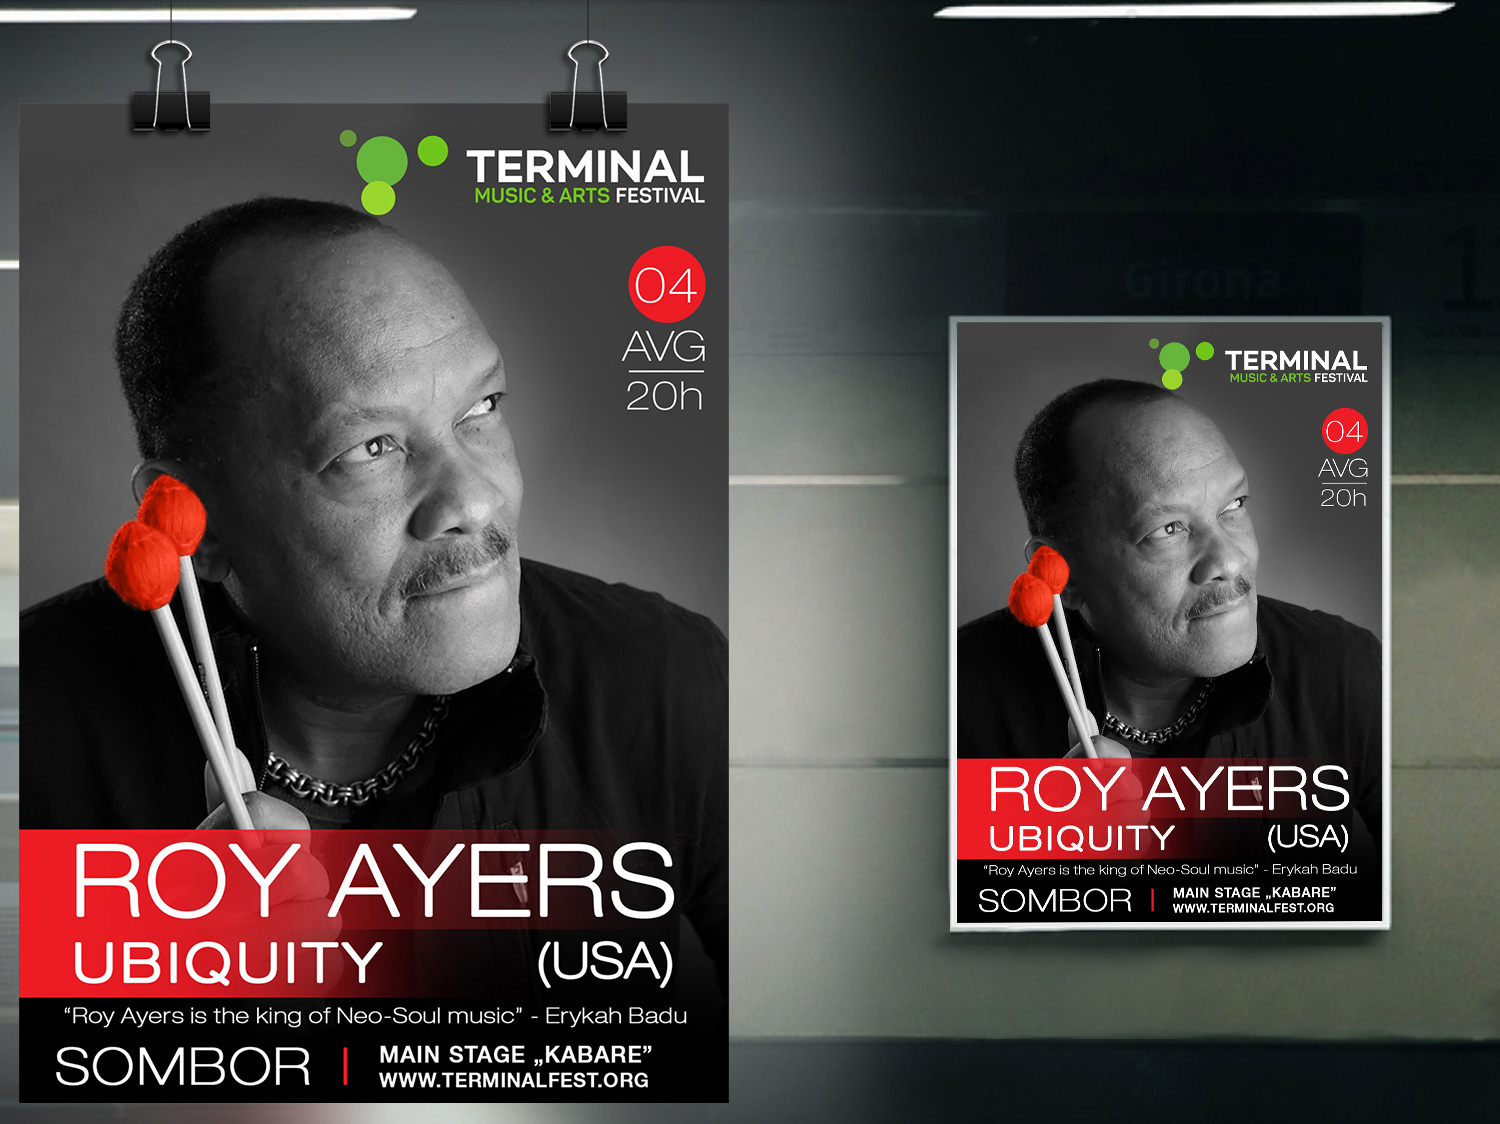 TERMINAL
MUSIC & ARTS FESTIVAL
04
AVG
20h
ROY AYERS
UBIQUITY (USA)
“Roy Ayers is the king of Neo-Soul music” - Erykah Badu
SOMBOR | MAIN STAGE „KABARE”
WWW.TERMINALFEST.ORG
Girona
1
TERMINAL
MUSIC & ARTS FESTIVAL
04
AVG
20h
ROY AYERS
UBIQUITY (USA)
“Roy Ayers is the king of Neo-Soul music” - Erykah Badu
SOMBOR | MAIN STAGE „KABARE”
WWW.TERMINALFEST.ORG